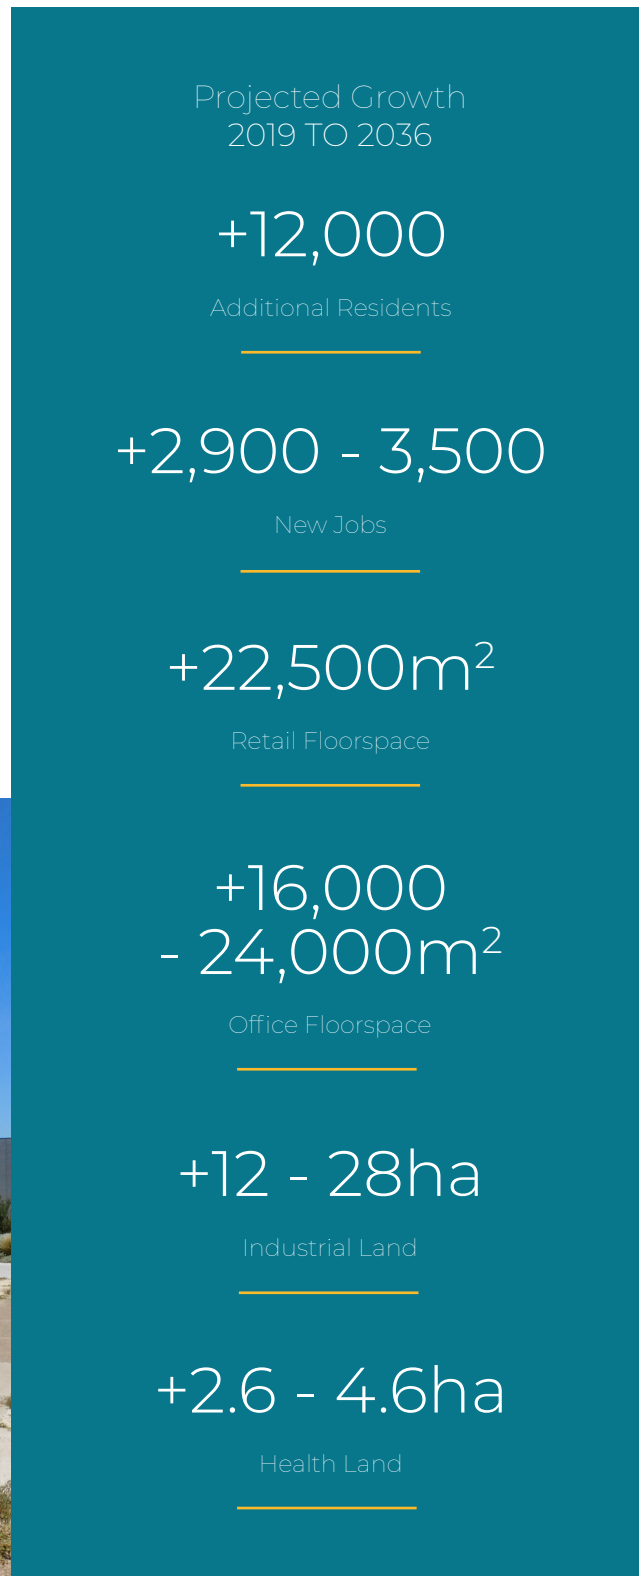 Projected Growth
2019 TO 2036
+12,000
Additional Residents
+2,900 - 3,500
New Jobs
+22,500m²
Retail Floorspace
+16,000
- 24,000m²
Office Floorspace
+12 - 28ha
Industrial Land
+2.6 - 4.6ha
Health Land